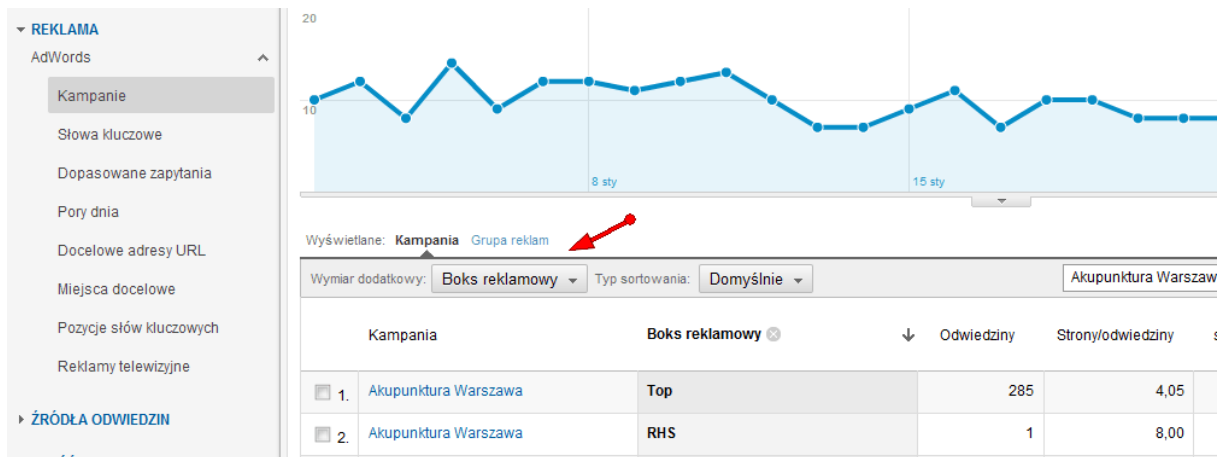 REKLAMA
AdWords
Kampanie
Słowa kluczowe
Dopasowane zapytania
Pory dnia
Docelowe adresy URL
Miejsca docelowe
Pozycje słów kluczowych
Reklamy telewizyjne
ŹRÓDŁA ODWIEDZIN
20
10
8 sty
15 sty
Wyświetlane: Kampania Grupa reklam
Wymiar dodatkowy: Boks reklamowy Typ sortowania: Domyślnie Akupunktura Warszaw
Kampania Boks reklamowy Odwiedziny Strony/odwiedziny
1. Akupunktura Warszawa Top 285 4,05
2. Akupunktura Warszawa RHS 1 8,00